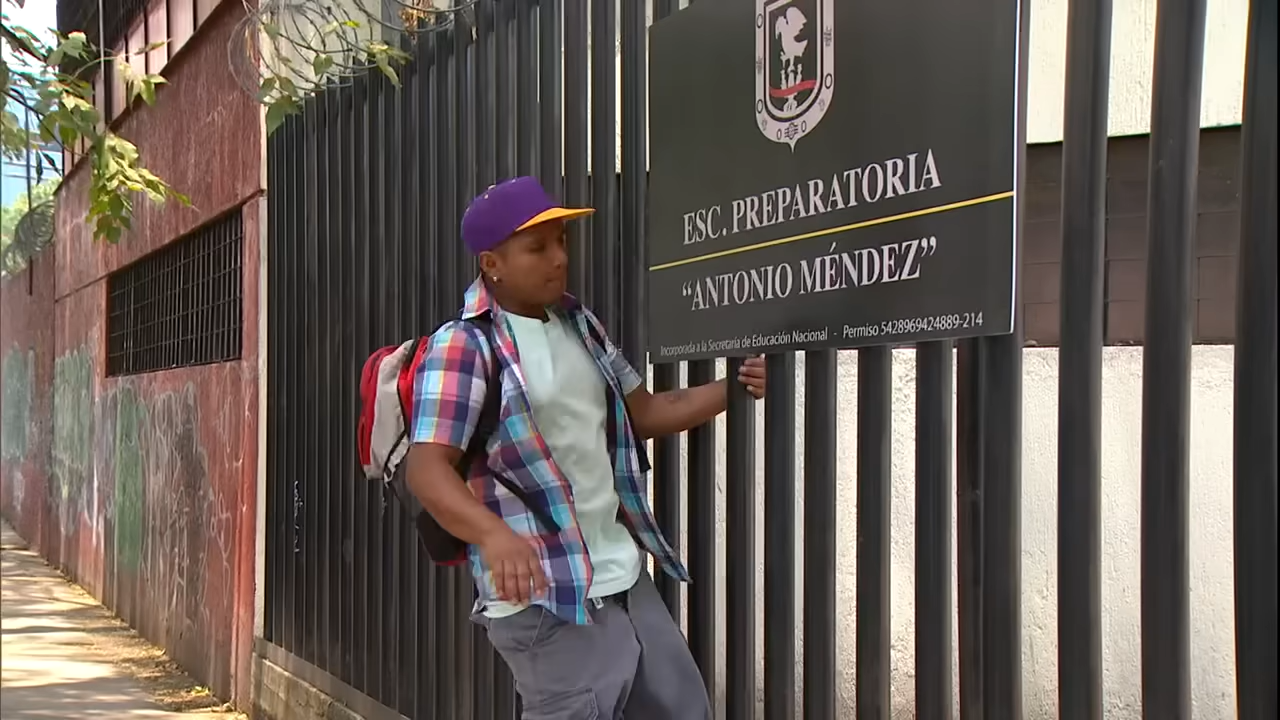 ESC. PREPARATORIA
“ANTONIO MÉNDEZ”
Incorporada a la Secretaría de Educación Nacional - Permiso 5428969424889-214